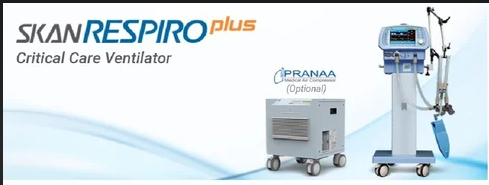 SKANRESPIRO plus
Critical Care Ventilator
PRANAA
Medical Air Compressor
(Optional)